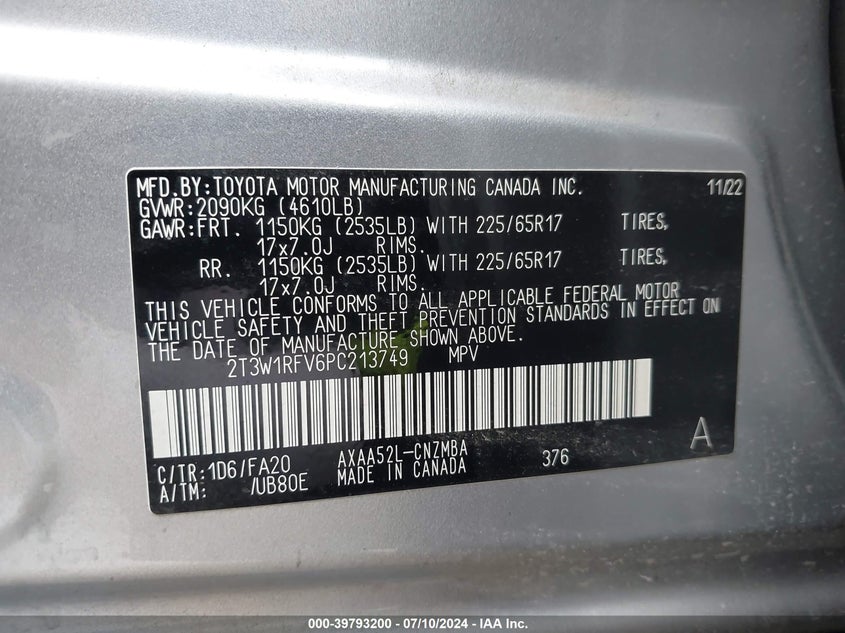 MFD.BY:TOYOTA MOTOR MANUFACTURING CANADA INC. 11/22
GVWR:2090KG (4610LB)
GAWR:FRT. 1150KG (2535LB) WITH 225/65R17 TIRES,
17x7.0J RIMS.
RR. 1150KG (2535LB) WITH 225/65R17 TIRES,
17x7.0J RIMS.
THIS VEHICLE CONFORMS TO ALL APPLICABLE FEDERAL MOTOR
VEHICLE SAFETY AND THEFT PREVENTION STANDARDS IN EFFECT ON
THE DATE OF MANUFACTURE SHOWN ABOVE.
2T3W1RFV6PC213749 MPV
C/TR:1D6/FA20 AXAA52L-CNZMBA 376 A
A/TM: /UB80E MADE IN CANADA
000-39793200 - 07/10/2024 - IAA Inc.